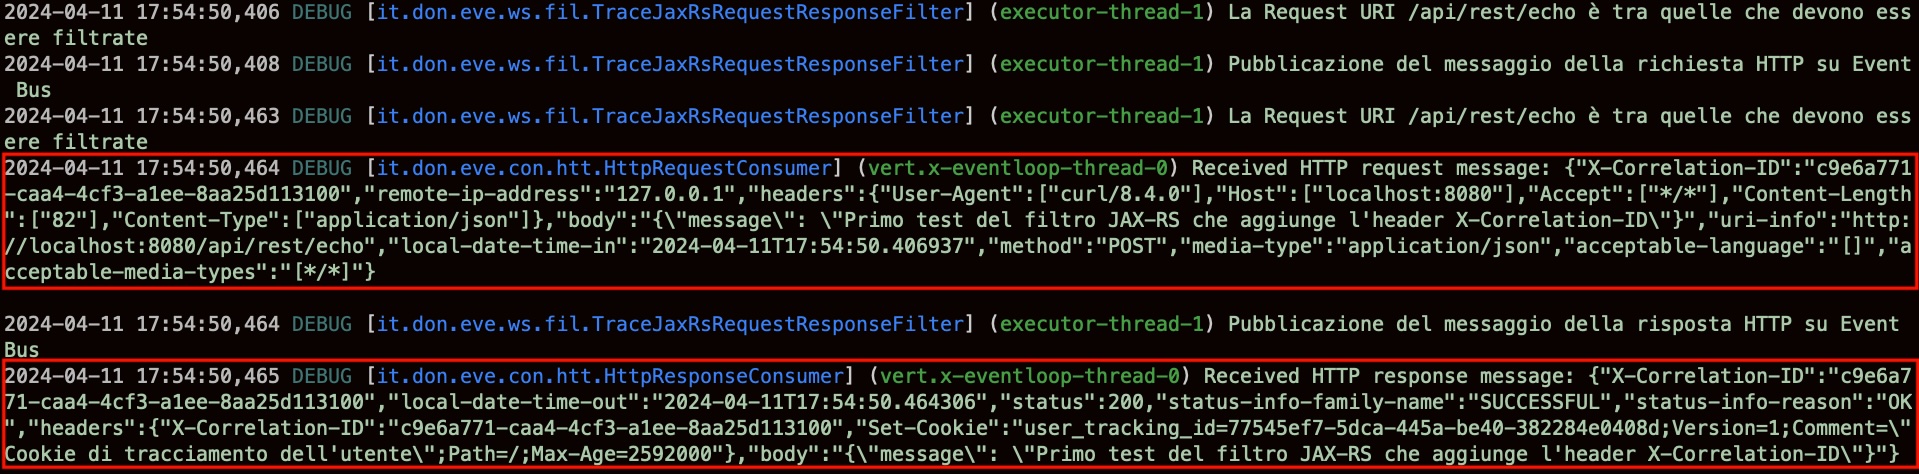 2024-04-11 17:54:50,406 DEBUG [it.don.eve.ws.fil.TraceJaxRsRequestResponseFilter] (executor-thread-1) La Request URI /api/rest/echo è tra quelle che devono ess
ere filtrate
2024-04-11 17:54:50,408 DEBUG [it.don.eve.ws.fil.TraceJaxRsRequestResponseFilter] (executor-thread-1) Pubblicazione del messaggio della richiesta HTTP su Event
 Bus
2024-04-11 17:54:50,463 DEBUG [it.don.eve.ws.fil.TraceJaxRsRequestResponseFilter] (executor-thread-1) La Request URI /api/rest/echo è tra quelle che devono ess
ere filtrate
2024-04-11 17:54:50,464 DEBUG [it.don.eve.con.htt.HttpRequestConsumer] (vert.x-eventloop-thread-0) Received HTTP request message: {"X-Correlation-ID":"c9e6a771
-caa4-4cf3-a1ee-8aa25d113100","remote-ip-address":"127.0.0.1","headers":{"User-Agent":["curl/8.4.0"],"Host":["localhost:8080"],"Accept":["*/*"],"Content-Length
":["82"],"Content-Type":["application/json"]},"body":"{\"message\": \"Primo test del filtro JAX-RS che aggiunge l'header X-Correlation-ID\"}","uri-info":"http:
//localhost:8080/api/rest/echo","local-date-time-in":"2024-04-11T17:54:50.406937","method":"POST","media-type":"application/json","acceptable-language":"[]","a
cceptable-media-types":"[*/*]"}
2024-04-11 17:54:50,464 DEBUG [it.don.eve.ws.fil.TraceJaxRsRequestResponseFilter] (executor-thread-1) Pubblicazione del messaggio della risposta HTTP su Event
Bus
2024-04-11 17:54:50,465 DEBUG [it.don.eve.con.htt.HttpResponseConsumer] (vert.x-eventloop-thread-0) Received HTTP response message: {"X-Correlation-ID":"c9e6a7
71-caa4-4cf3-a1ee-8aa25d113100","local-date-time-out":"2024-04-11T17:54:50.464306","status":200,"status-info-family-name":"SUCCESSFUL","status-info-reason":"OK
","headers":{"X-Correlation-ID":"c9e6a771-caa4-4cf3-a1ee-8aa25d113100","Set-Cookie":"user_tracking_id=77545ef7-5dca-445a-be40-382284e0408d;Version=1;Comment=\"
Cookie di tracciamento dell'utente\";Path=/;Max-Age=2592000"},"body":"{\"message\": \"Primo test del filtro JAX-RS che aggiunge l'header X-Correlation-ID\"}"}